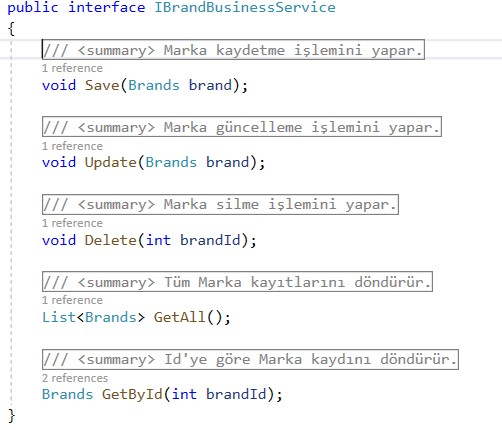 public interface IBrandBusinessService
{
/// <summary> Marka kaydetme işlemini yapar.
1 reference
void Save(Brands brand);
/// <summary> Marka güncelleme işlemini yapar.
1 reference
void Update(Brands brand);
/// <summary> Marka silme işlemini yapar.
1 reference
void Delete(int brandId);
/// <summary> Tüm Marka kayıtlarını döndürür.
1 reference
List<Brands> GetAll();
/// <summary> Id'ye göre Marka kaydını döndürür.
2 references
Brands GetById(int brandId);
}